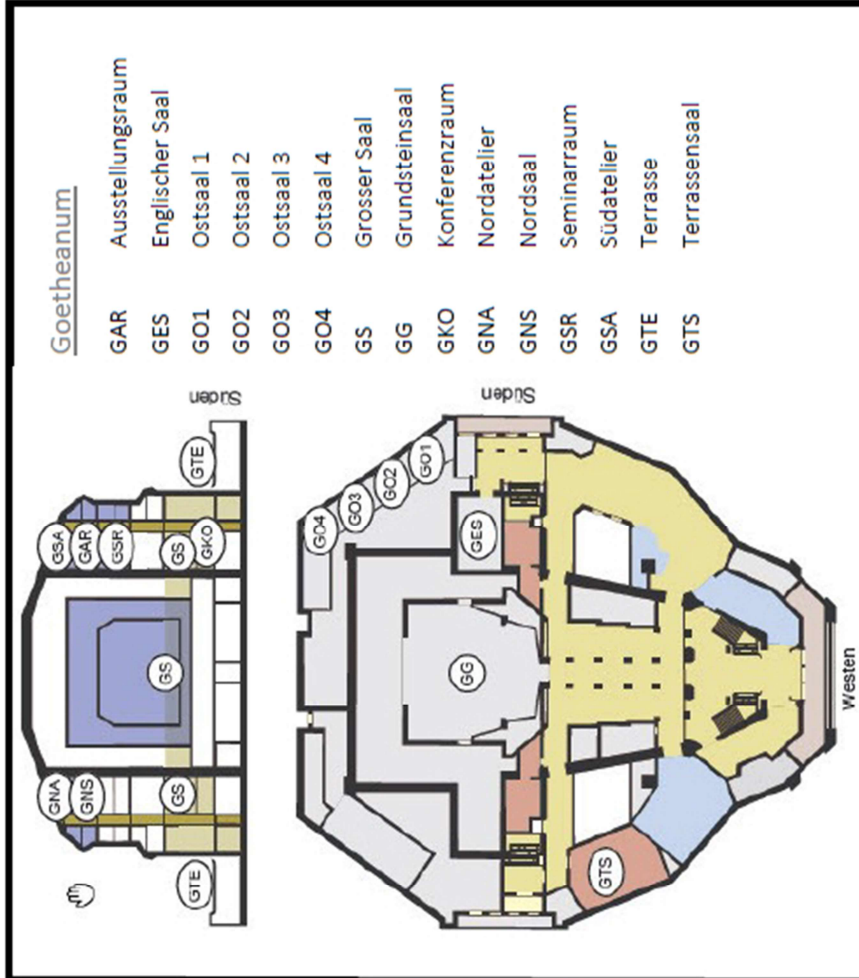 Goetheanum
GAR Ausstellungsraum
GES Englischer Saal
GO1 Ostsaal 1
GO2 Ostsaal 2
GO3 Ostsaal 3
GO4 Ostsaal 4
GS Grosser Saal
GG Grundsteinsaal
GKO Konferenzraum
GNA Nordatelier
GNS Nordsaal
GSR Seminarraum
GSA Südatelier
GTE Terrasse
GTS Terrassensaal
GNA
GNS
GS
GTE
GS
GSA
GAR
GSR
GS
GKO
GTE
Süden
GO4
GO3
GO2
GO1
GES
GG
GTS
Süden
Westen